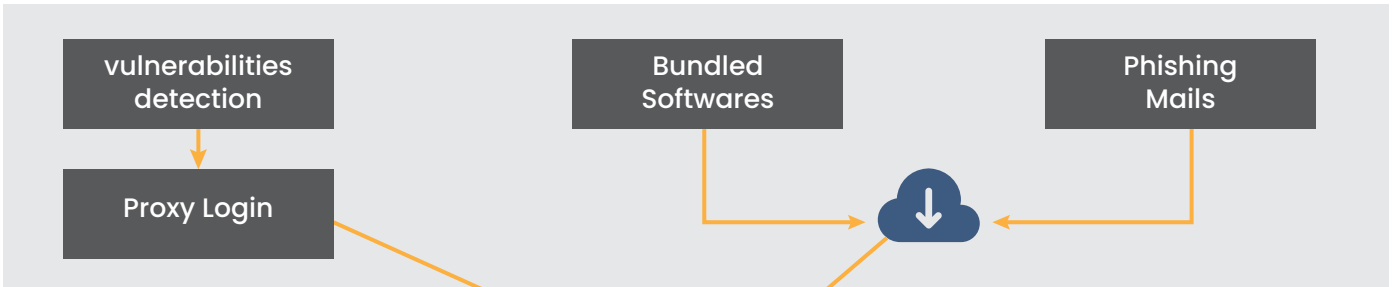 vulnerabilities
detection
Bundled
Softwares
Phishing
Mails
Proxy Login